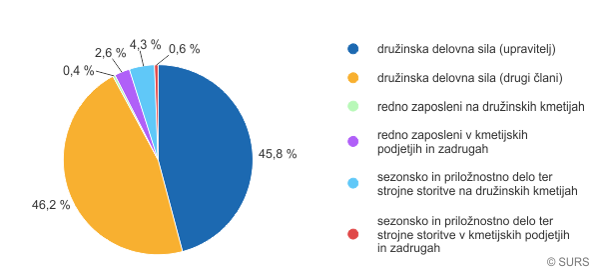 4,3 %
0,6 %
2,6 %
0,4 %
45,8 %
46,2 %
družinska delovna sila (upravitelj)
družinska delovna sila (drugi člani)
redno zaposleni na družinskih kmetijah
redno zaposleni v kmetijskih
podjetjih in zadrugah
sezonsko in priložnostno delo ter
strojne storitve na družinskih kmetijah
sezonsko in priložnostno delo ter
strojne storitve v kmetijskih podjetjih
in zadrugah
© SURS